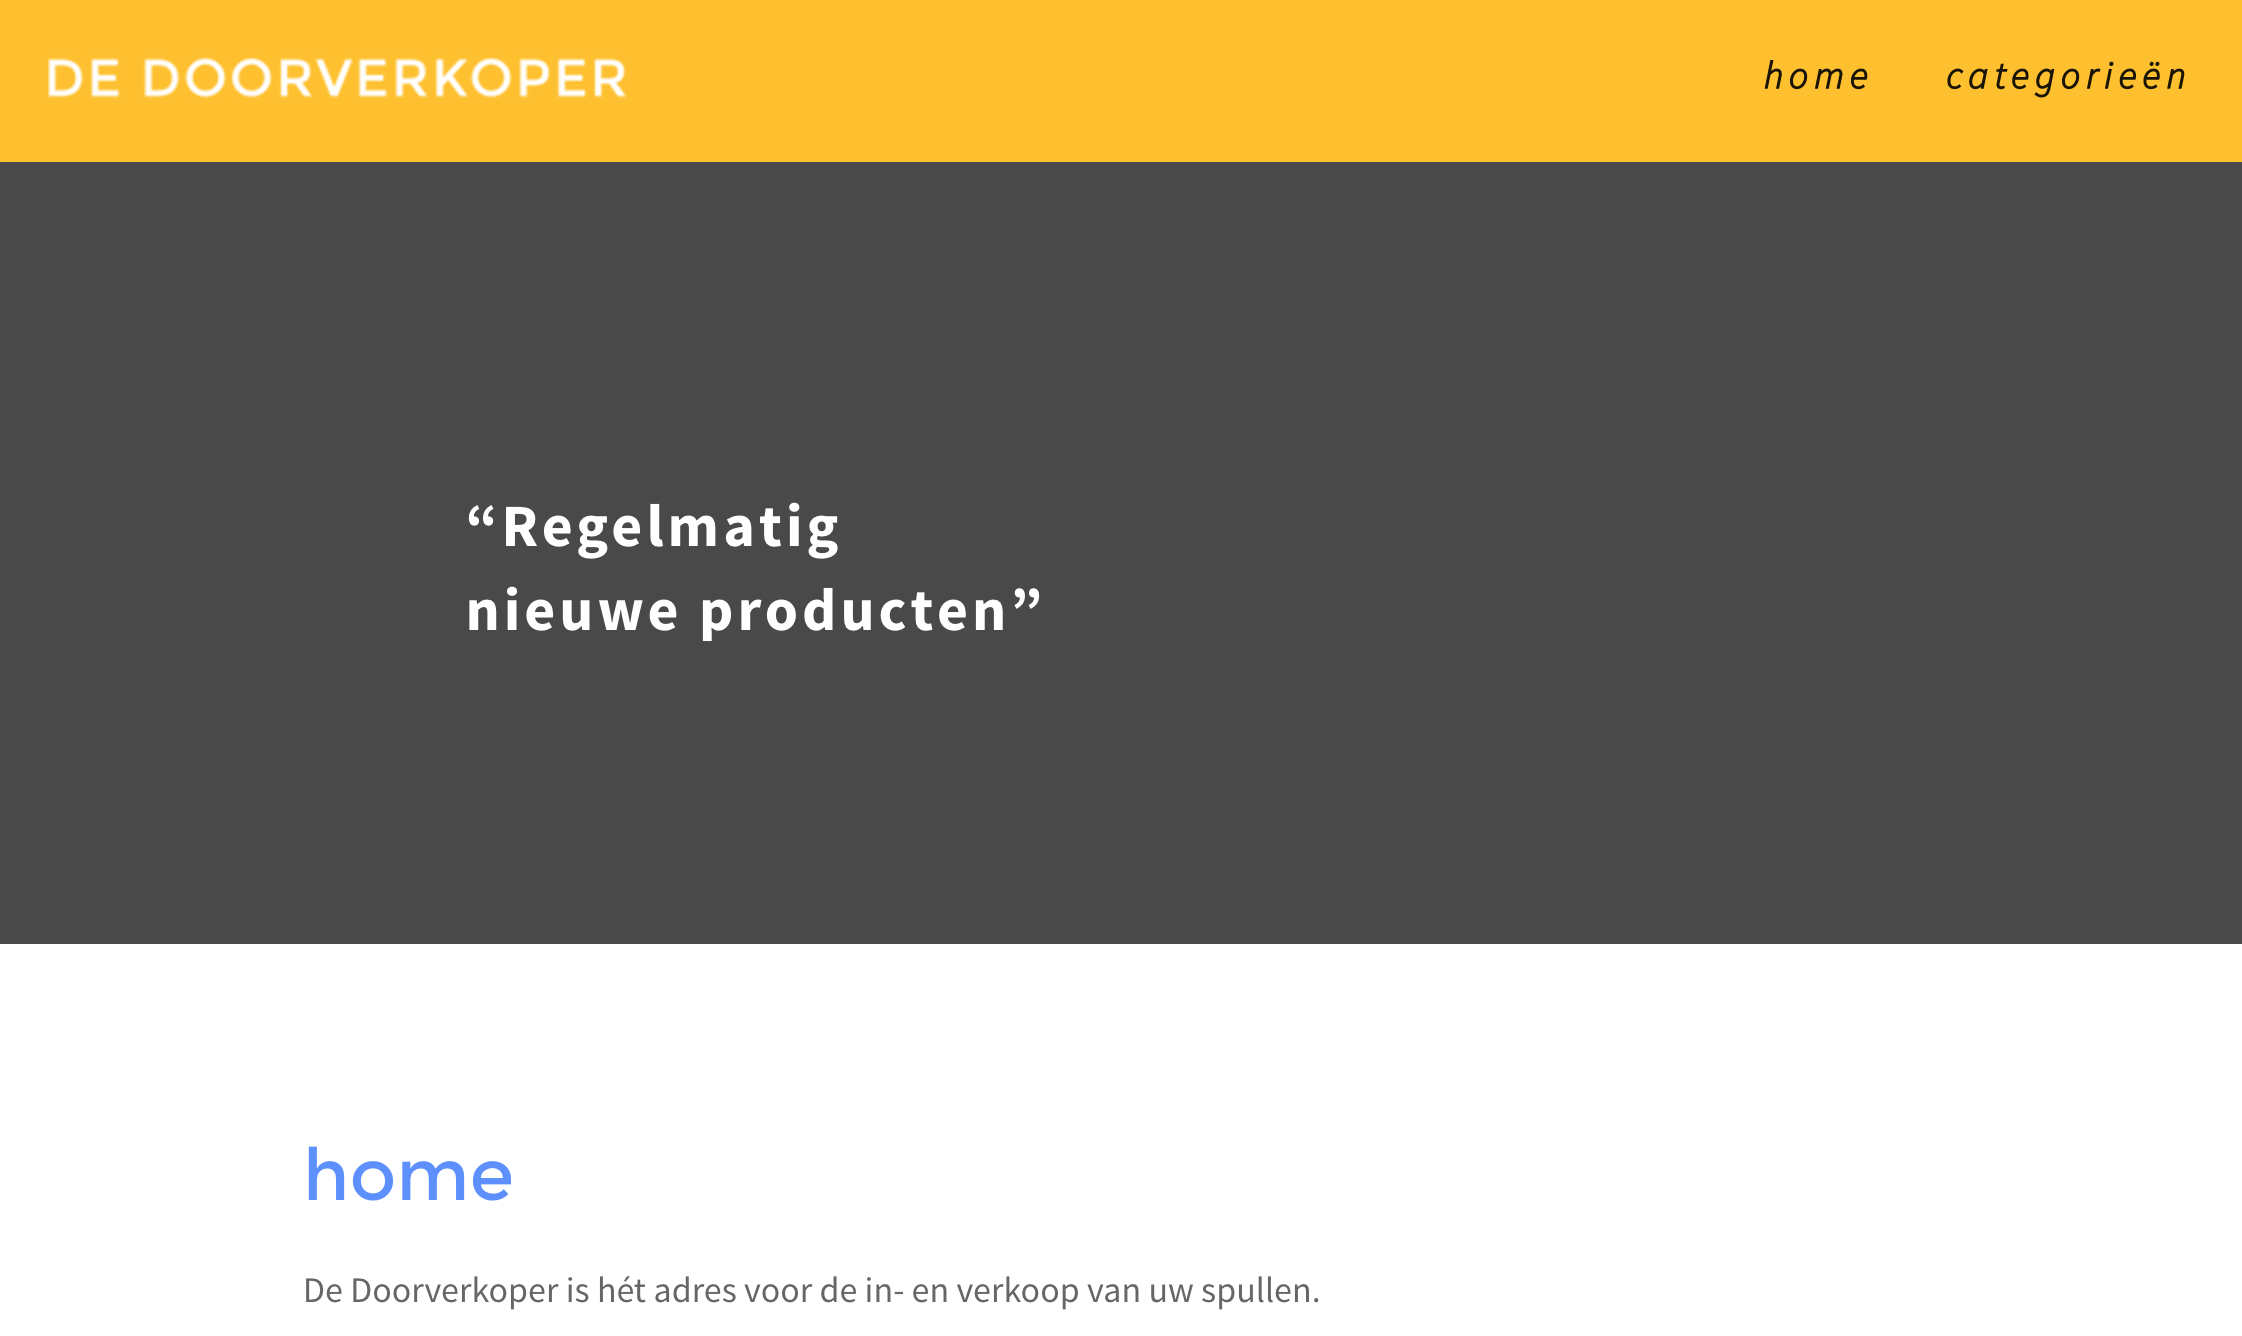 DE DOORVERKOPER
home categorieën
“Regelmatig
nieuwe producten”
home
De Doorverkoper is hét adres voor de in- en verkoop van uw spullen.